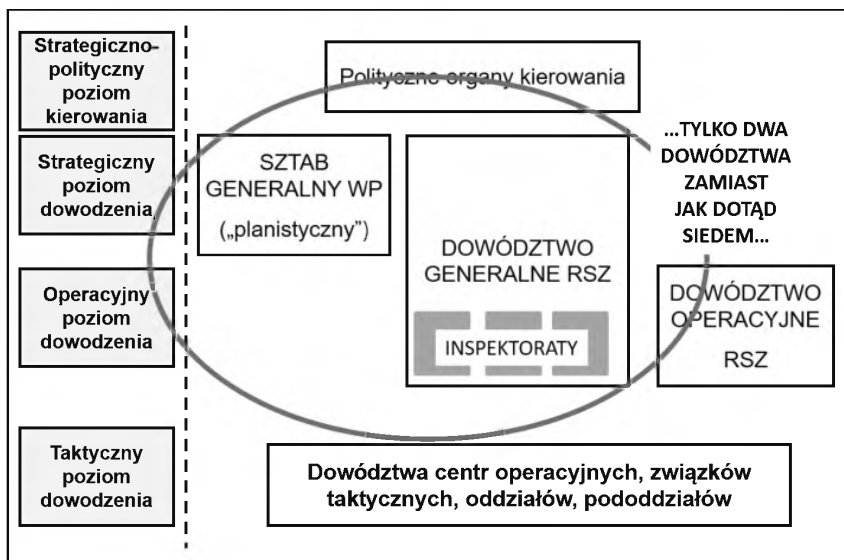 Strategiczno-
polityczny
poziom
kierowania
Polityczne organy kierowania
Strategiczny
poziom
dowodzenia
SZTAB
GENERALNY WP
(„planistyczny”)
...TYLKO DWA
DOWÓDZTWA
ZAMIAST
JAK DOTĄD
SIEDEM...
DOWÓDZTWO
GENERALNE RSZ
INSPEKTORATY
Operacyjny
poziom
dowodzenia
DOWÓDZTWO
OPERACYJNE
RSZ
Taktyczny
poziom
dowodzenia
Dowództwa centr operacyjnych, związków
taktycznych, oddziałów, pododdziałów